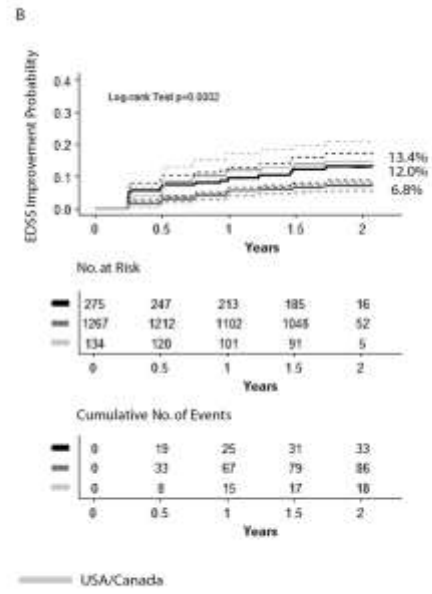 B
EDSS Improvement Probability
0.4
0.3
0.2
0.1
0.0
Log-rank Test p=0.0002
13.4%
12.0%
6.8%
0 0.5 1 1.5 2
Years
No. at Risk
275 247 213 185 16
1267 1212 1102 1048 52
134 120 101 91 5
0 0.5 1 1.5 2
Years
Cumulative No. of Events
0 19 25 31 33
0 33 67 79 86
0 8 15 17 18
0 0.5 1 1.5 2
Years
USA/Canada